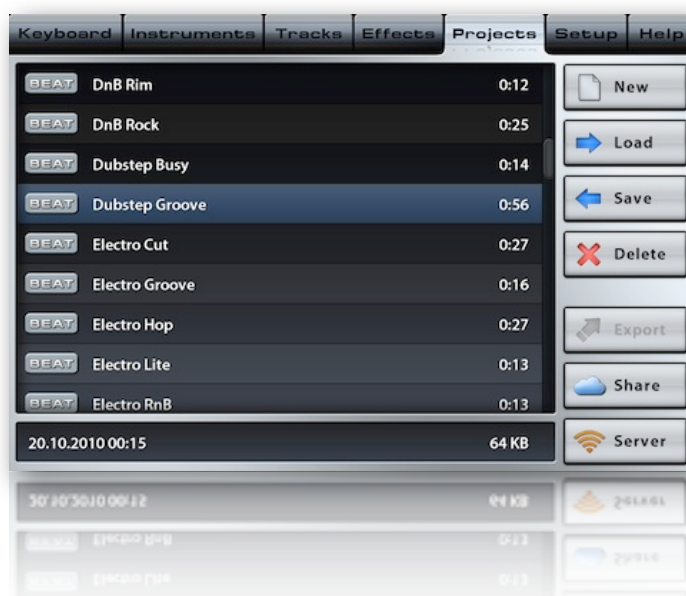 Keyboard Instruments Tracks Effects Projects Setup Help
BEAT DnB Rim 0:12
New
BEAT DnB Rock 0:25
Load
BEAT Dubstep Busy 0:14
BEAT Dubstep Groove 0:56
Save
BEAT Electro Cut 0:27
Delete
BEAT Electro Groove 0:16
BEAT Electro Hop 0:27
Export
BEAT Electro Lite 0:13
Share
BEAT Electro RnB 0:13
20.10.2010 00:15 64 KB
Server